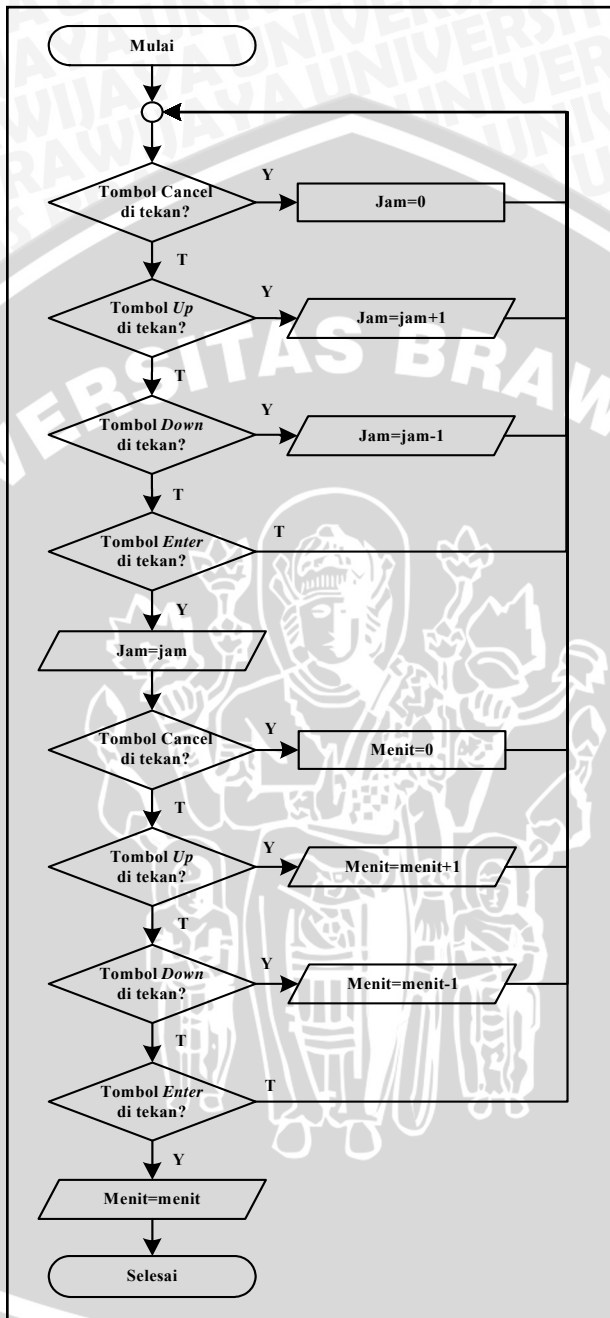 Mulai
Tombol Cancel
di tekan?
Y
Jam=0
T
Tombol Up
di tekan?
Y
Jam=jam+1
T
Tombol Down
di tekan?
Y
Jam=jam-1
T
Tombol Enter
di tekan?
T
Y
Jam=jam
Tombol Cancel
di tekan?
Y
Menit=0
T
Tombol Up
di tekan?
Y
Menit=menit+1
T
Tombol Down
di tekan?
Y
Menit=menit-1
T
Tombol Enter
di tekan?
T
Y
Menit=menit
Selesai
VERSITAS BRAW